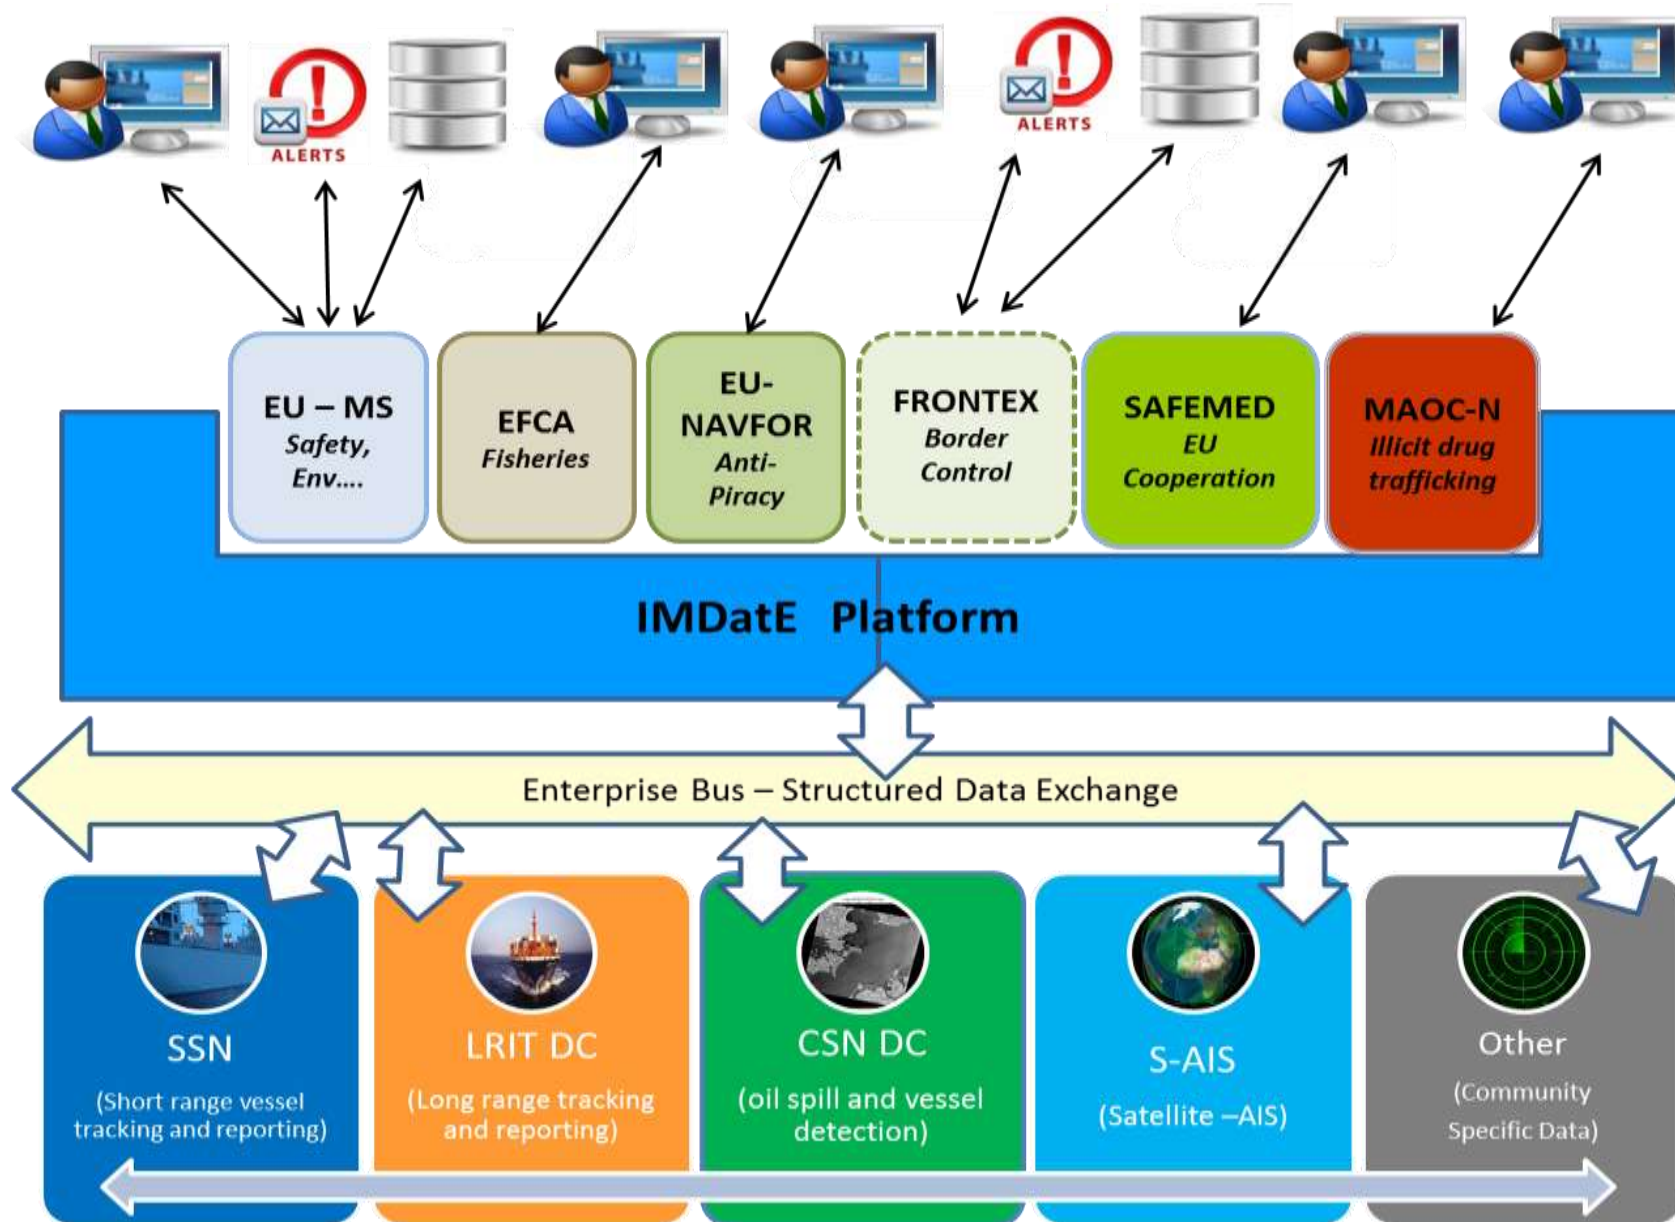 ALERTS
ALERTS
EU – MS
Safety,
Env....
EFCA
Fisheries
EU-
NAVFOR
Anti-
Piracy
FRONTEX
Border
Control
SAFEMED
EU
Cooperation
MAOC-N
Illicit drug
trafficking
IMDatE Platform
Enterprise Bus – Structured Data Exchange
SSN
(Short range vessel
tracking and reporting)
LRIT DC
(Long range tracking
and reporting)
CSN DC
(oil spill and vessel
detection)
S-AIS
(Satellite –AIS)
Other
(Community
Specific Data)